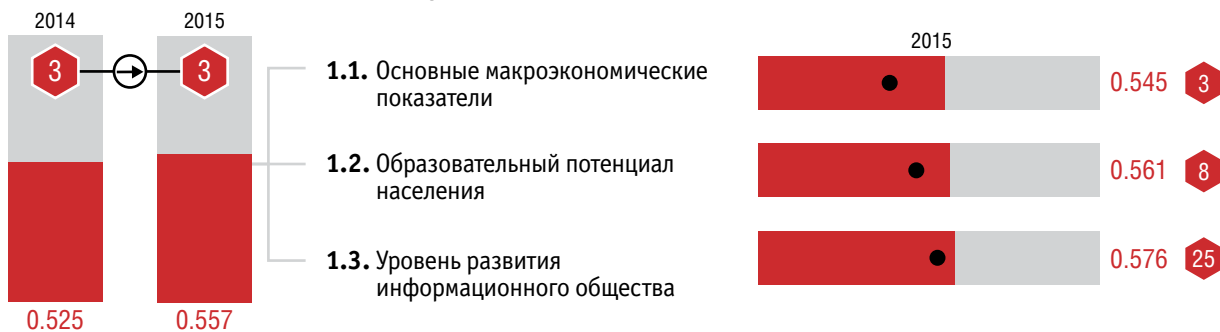 2014
2015
3
3
0.525
0.557
1.1. Основные макроэкономические
показатели
1.2. Образовательный потенциал
населения
1.3. Уровень развития
информационного общества
2015
0.545
3
0.561
8
0.576
25